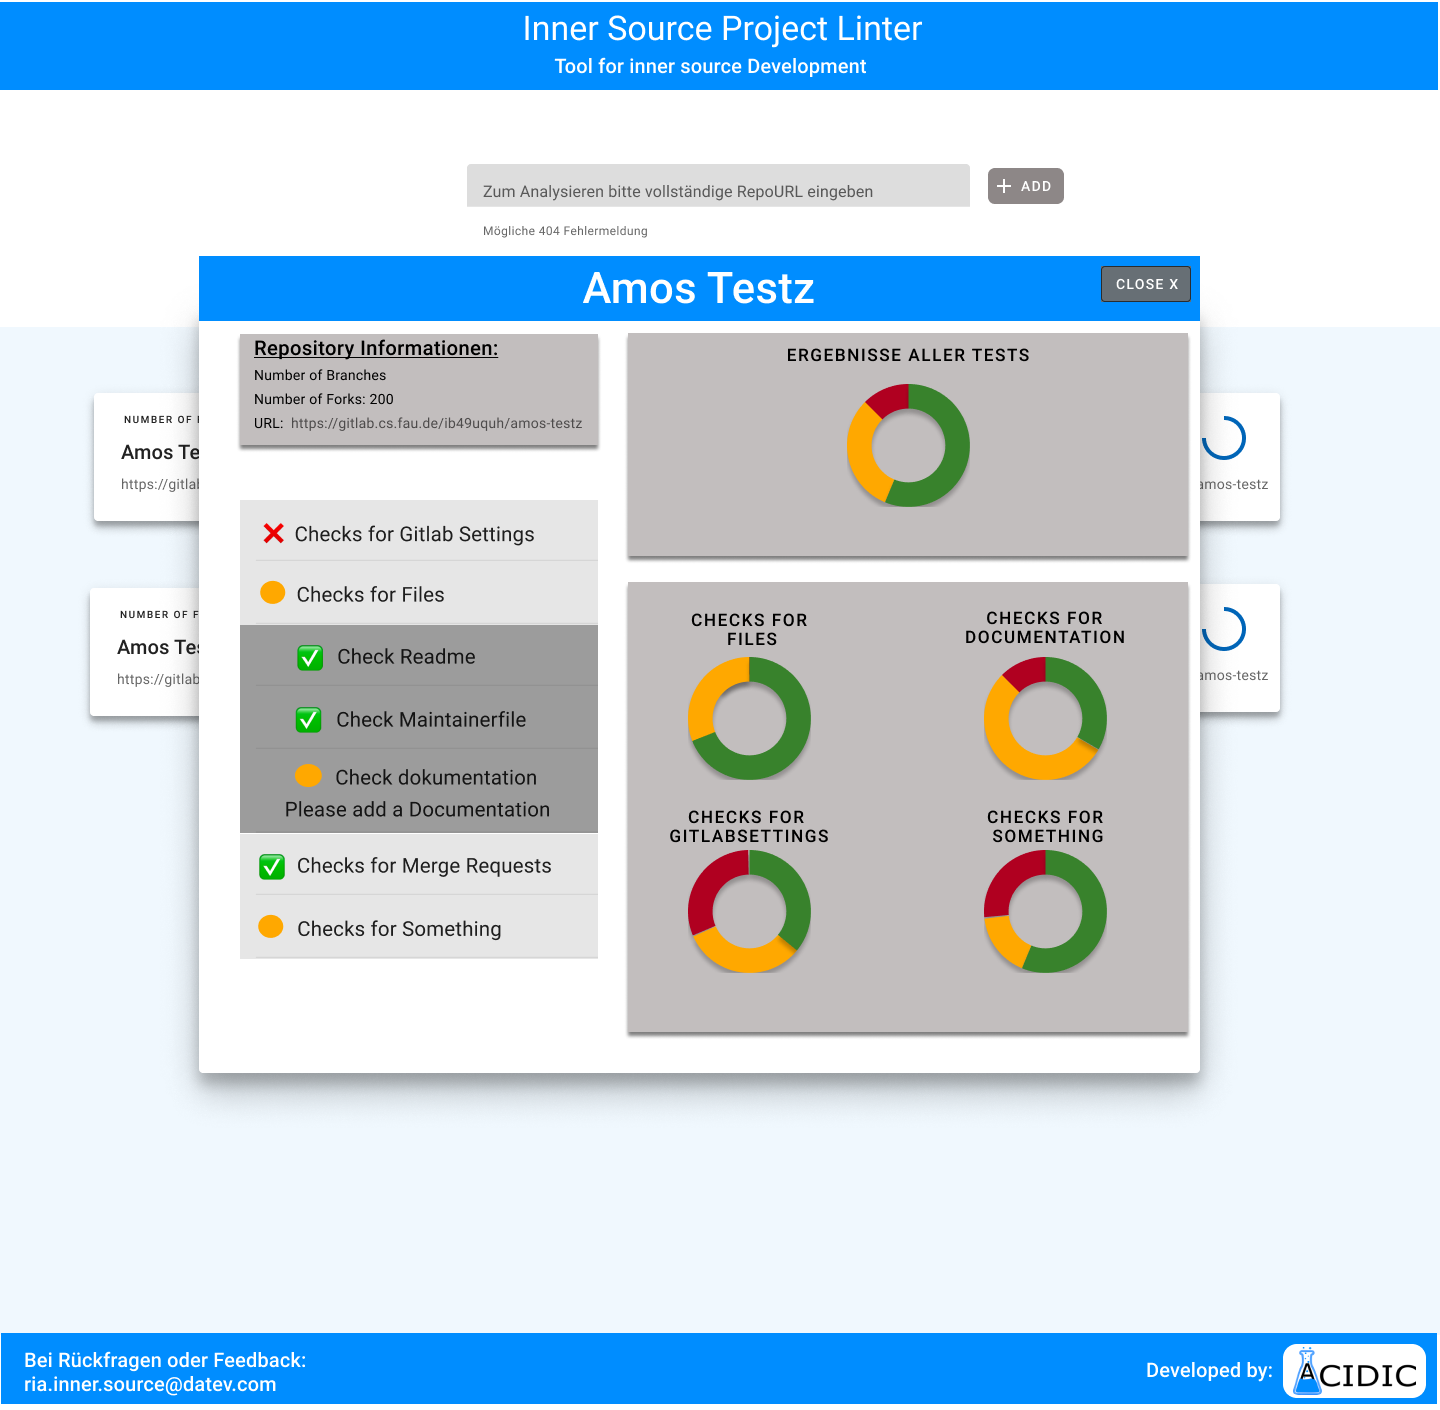 Inner Source Project Linter
Tool for inner source Development
Zum Analysieren bitte vollständige RepoURL eingeben
+ ADD
Mögliche 404 Fehlermeldung
Amos Testz
CLOSE X
Repository Informationen:
Number of Branches
Number of Forks: 200
URL: https://gitlab.cs.fau.de/ib49uquh/amos-testz
NUMBER OF
Amos Te
https://gitla
NUMBER OF F
Amos Tes
https://gitlab
Checks for Gitlab Settings
Checks for Files
Check Readme
Check Maintainerfile
Check dokumentation
Please add a Documentation
Checks for Merge Requests
Checks for Something
ERGEBNISSE ALLER TESTS
CHECKS FOR
FILES
CHECKS FOR
DOCUMENTATION
CHECKS FOR
GITLABSETTINGS
CHECKS FOR
SOMETHING
amos-testz
amos-testz
Bei Rückfragen oder Feedback:
ria.inner.source@datev.com
Developed by:
ACIDIC